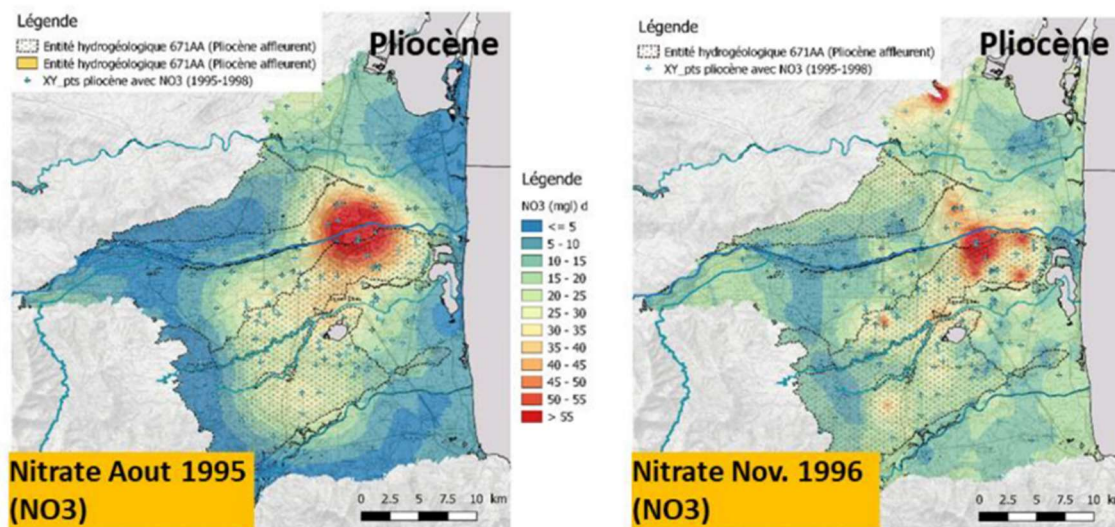 Légende
Entité hydrogéologique 671AA (Pliocène affleurent)
Entité hydrogéologique 671AA (Pliocène affleurent)
XY_pts pliocène avec NO3 (1995-1998)
Pliocène
Nitrate Aout 1995
(NO3)
0 2.5 5 7.5 10 km
Légende
NO3 (mgl) d
<= 5
5 - 10
10 - 15
15 - 20
20 - 25
25 - 30
30 - 35
35 - 40
40 - 45
45 - 50
50 - 55
> 55
Légende
Entité hydrogéologique 671AA (Pliocène affleurent)
XY_pts pliocène avec NO3 (1995-1998)
Pliocène
Nitrate Nov. 1996
(NO3)
0 2.5 5 7.5 10 km